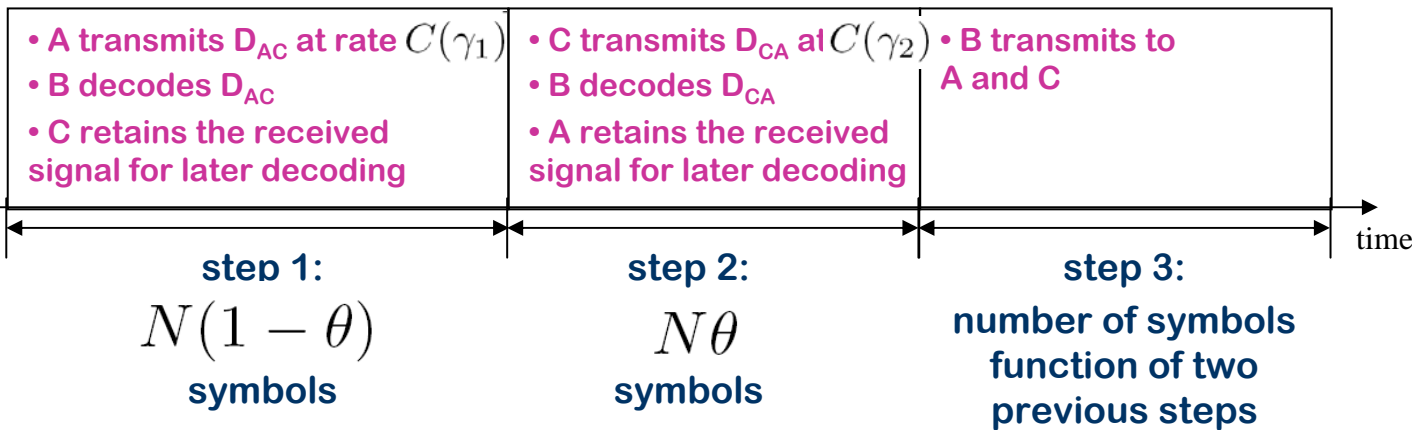 • A transmits D_AC at rate C(γ₁)
• B decodes D_AC
• C retains the received
signal for later decoding
• C transmits D_CA at C(γ₂)
• B decodes D_CA
• A retains the received
signal for later decoding
• B transmits to
A and C
time
step 1:
N(1 − θ)
symbols
step 2:
Nθ
symbols
step 3:
number of symbols
function of two
previous steps